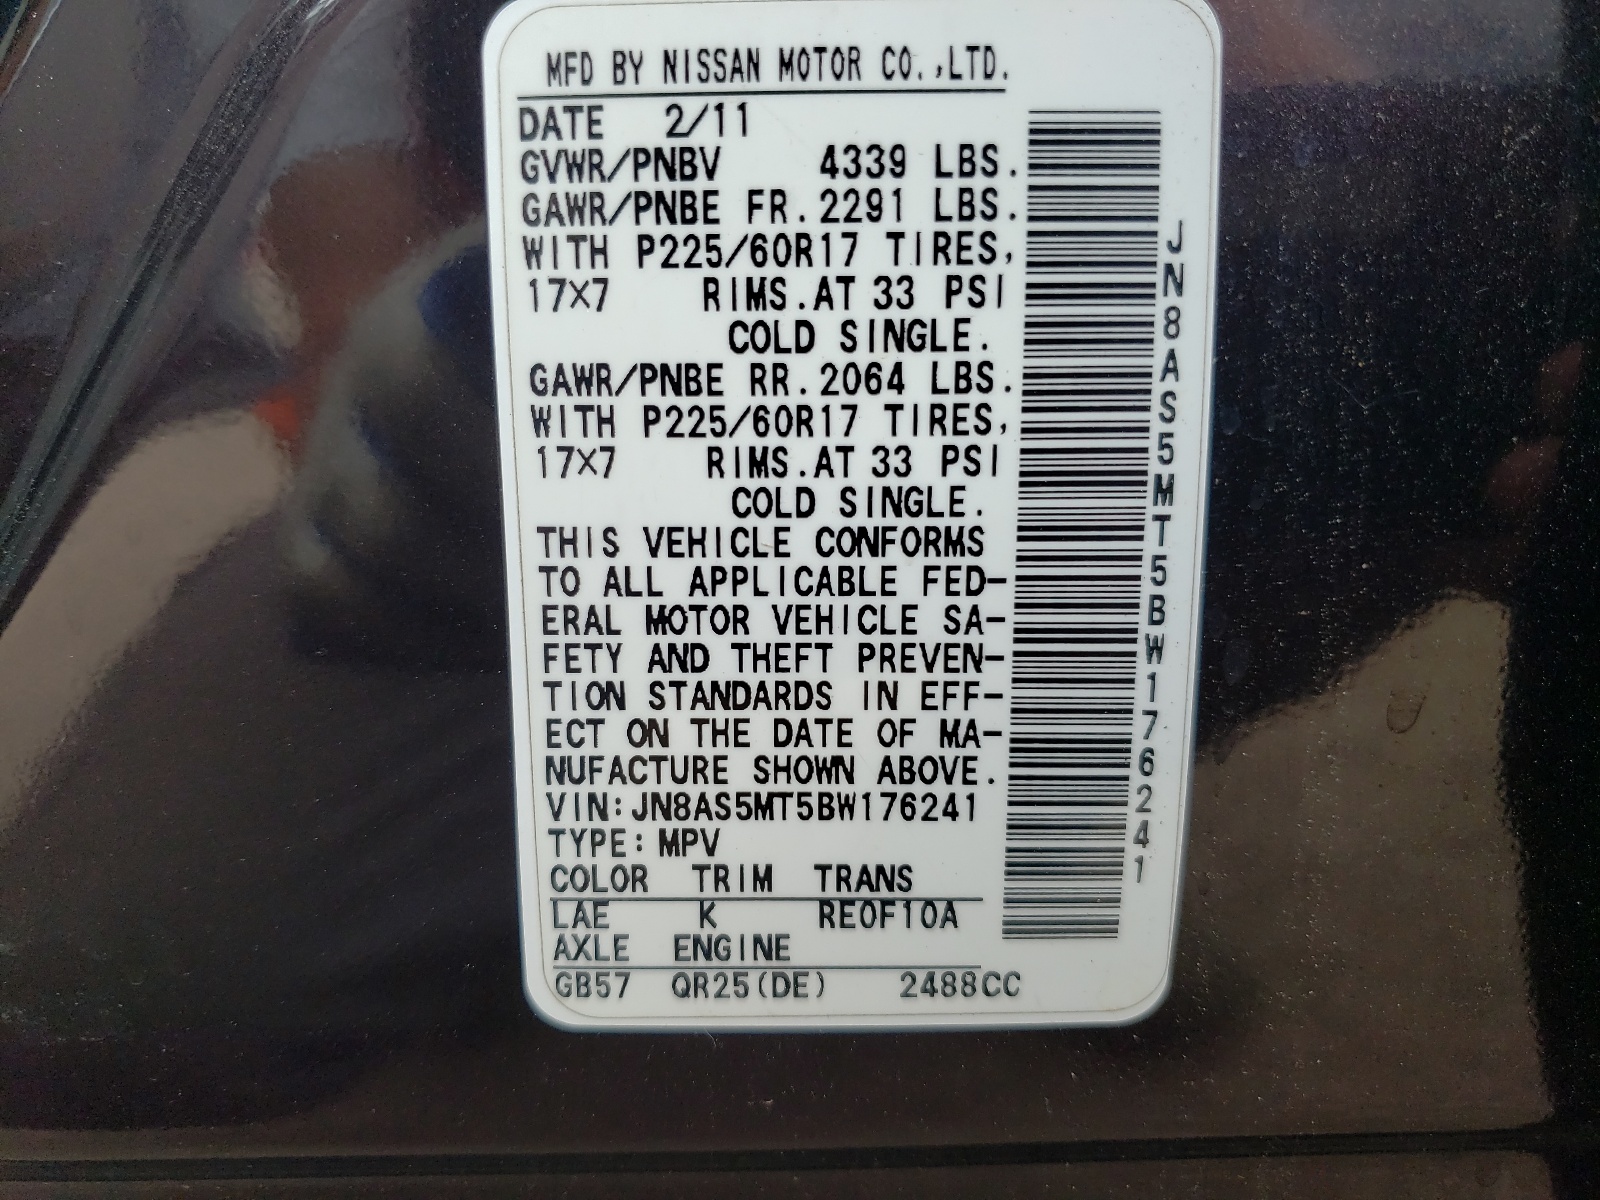 MFD BY NISSAN MOTOR CO.,LTD.
DATE 2/11
GVWR/PNBV 4339 LBS.
GAWR/PNBE FR.2291 LBS.
WITH P225/60R17 TIRES,
17×7 RIMS.AT 33 PSI
COLD SINGLE.
GAWR/PNBE RR.2064 LBS.
WITH P225/60R17 TIRES,
17×7 RIMS.AT 33 PSI
COLD SINGLE.
THIS VEHICLE CONFORMS
TO ALL APPLICABLE FED-
ERAL MOTOR VEHICLE SA-
FETY AND THEFT PREVEN-
TION STANDARDS IN EFF-
ECT ON THE DATE OF MA-
NUFACTURE SHOWN ABOVE.
VIN:JN8AS5MT5BW176241
TYPE:MPV
COLOR TRIM TRANS
LAE K RE0F10A
AXLE ENGINE
GB57 QR25(DE) 2488CC
JN8AS5MT5BW176241